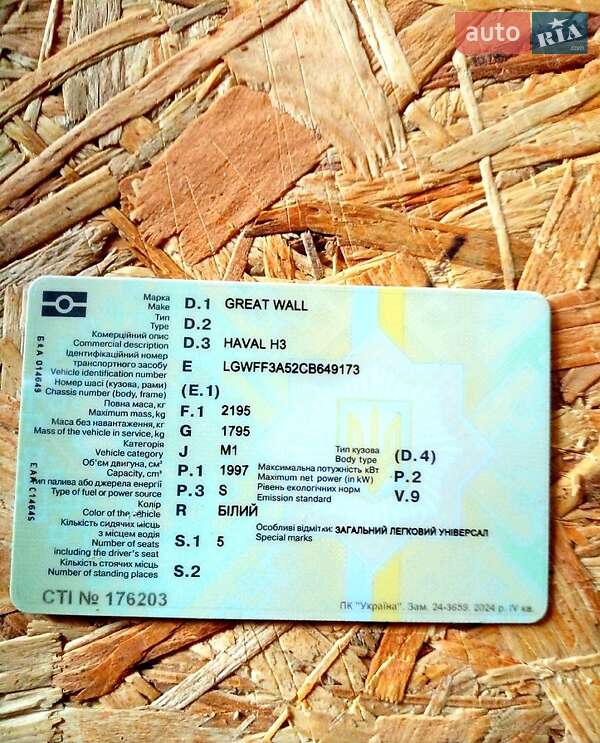 auto RIA .com
Марка
Make D.1 GREAT WALL
Тип
Type D.2
Комерційний опис
Commercial description D.3 HAVAL H3
Ідентифікаційний номер
транспортного засобу
Vehicle identification number E LGWFF3A52CB649173
Номер шасі (кузова, рами)
Chassis number (body, frame) (E.1)
Повна маса, кг
Maximum mass, kg F.1 2195
Маса без навантаження, кг
Mass of the vehicle in service, kg G 1795
Категорія
Vehicle category J M1
Тип кузова
Body type (D.4)
Об'єм двигуна, см³
Capacity, cm³ P.1 1997
Максимальна потужність кВт
Maximum net power (in kW) P.2
Тип палива або джерела енергії
Type of fuel or power source P.3 S
Рівень екологічних норм
Emission standard V.9
Колір
Color of the vehicle R БІЛИЙ
Кількість сидячих місць
з місцем водія
Number of seats
including the driver's seat S.1 5
Особливі відмітки: ЗАГАЛЬНИЙ ЛЕГКОВИЙ УНІВЕРСАЛ
Special marks
Кількість стоячих місць
Number of standing places S.2
СТІ № 176203
ПК "Україна". Зам. 24-3659. 2024 р. IV кв.